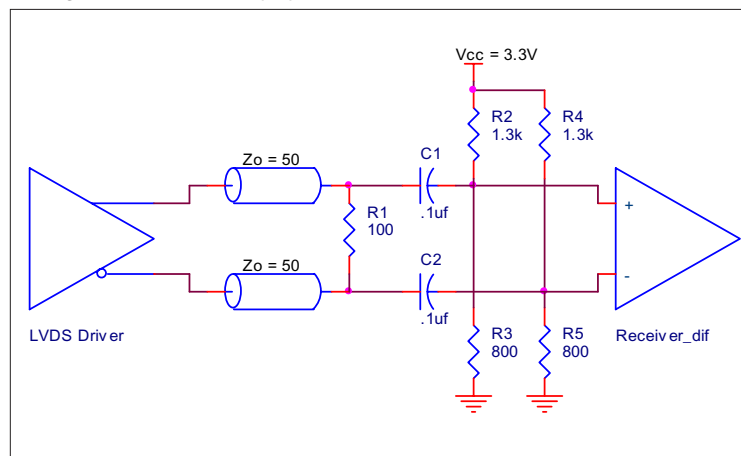 Vcc = 3.3V
R2
1.3k
R4
1.3k
Zo = 50
C1
.1uf
R1
100
+
Zo = 50
C2
.1uf
-
LVDS Driver
R3
800
R5
800
Receiver_dif